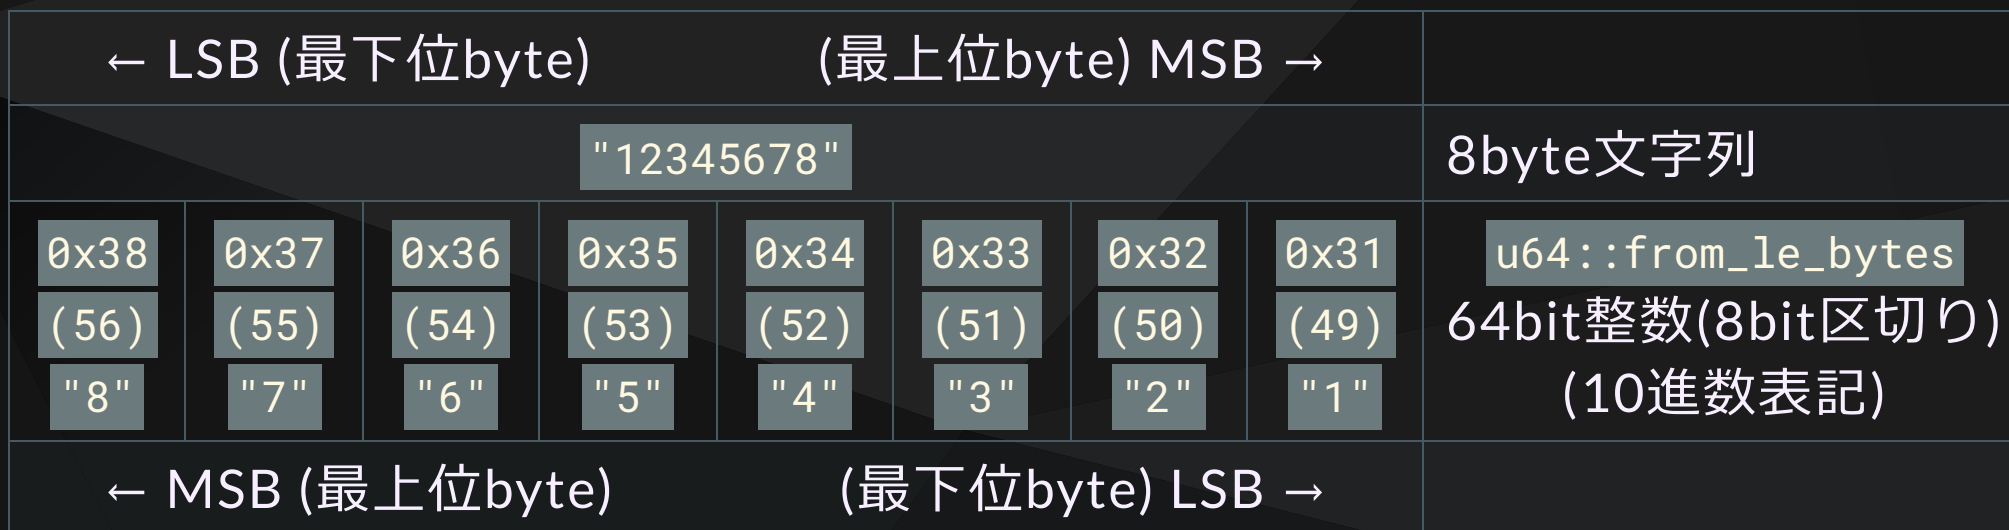 ← LSB (最下位byte) (最上位byte) MSB →
"12345678" 8byte文字列
0x38 0x37 0x36 0x35 0x34 0x33 0x32 0x31 u64::from_le_bytes
(56) (55) (54) (53) (52) (51) (50) (49) 64bit整数(8bit区切り)
"8" "7" "6" "5" "4" "3" "2" "1" (10進数表記)
← MSB (最上位byte) (最下位byte) LSB →